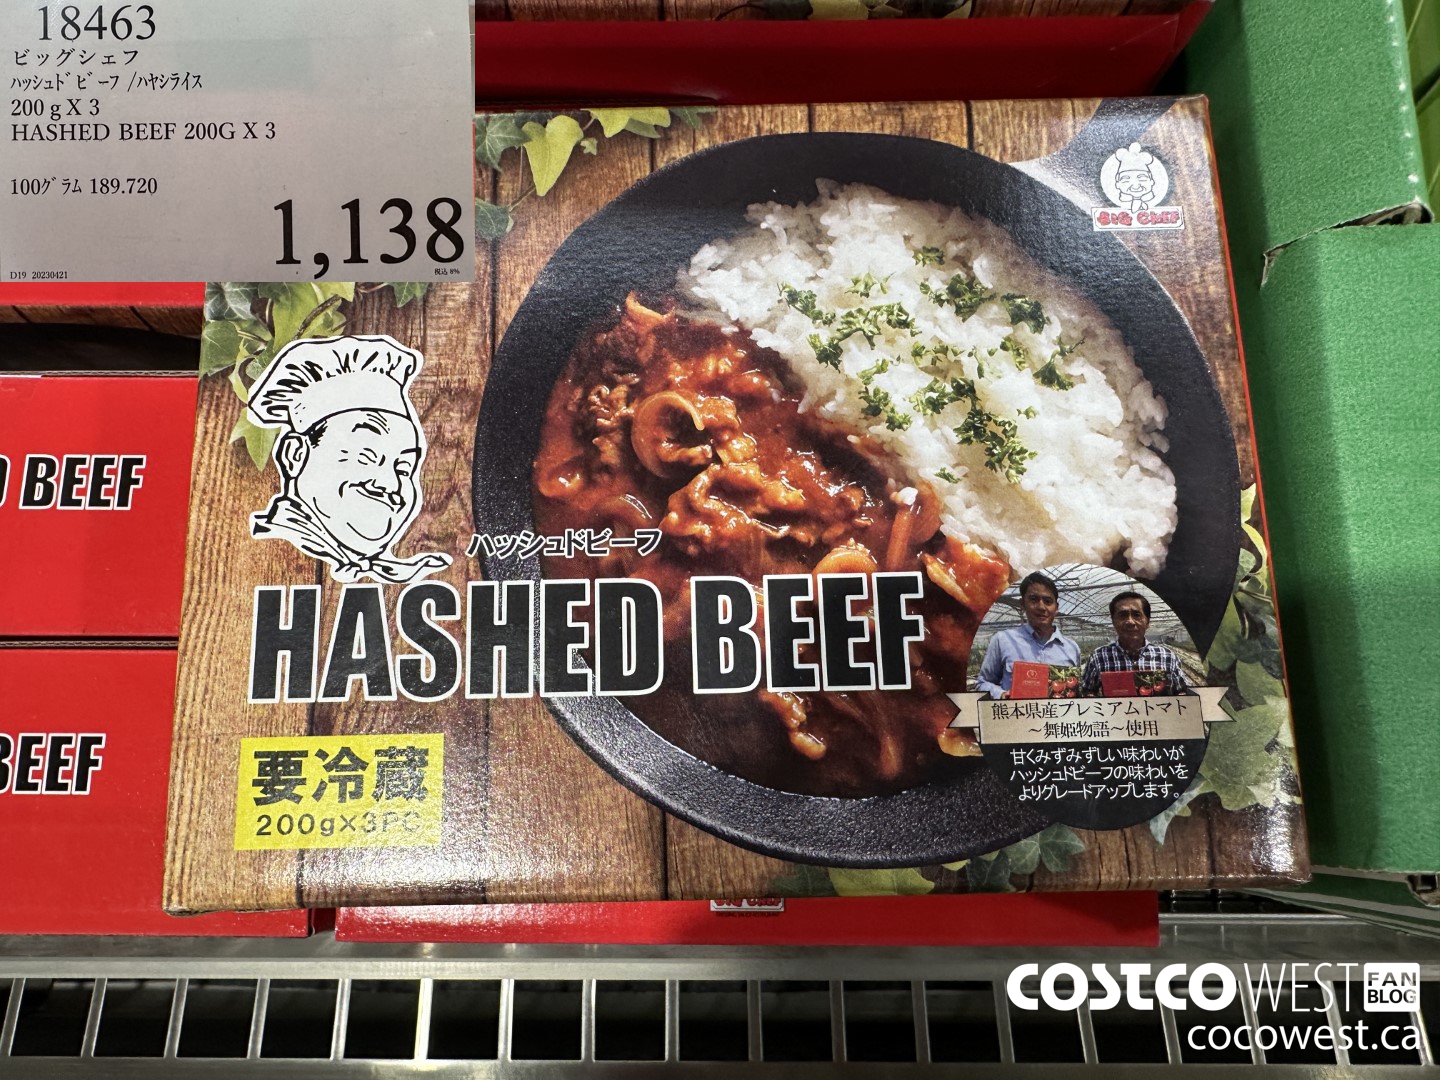 18463
ビッグシェフ
ﾊｯｼｭﾄﾞﾋﾞｰﾌ /ﾊﾔｼﾗｲｽ
200ｇX 3
HASHED BEEF 200G X 3
100ｸﾞﾗﾑ 189.720
1,138
D19 20230421
税込 8%
BIG CHEF
ハッシュドビーフ
HASHED BEEF
要冷蔵
200g×3PC
熊本県産プレミアムトマト
～舞姫物語～使用
甘くみずみずしい味わいが
ハッシュドビーフの味わいを
よりグレードアップします。
D BEEF
BEEF
BIG CHEF
COSTCO WEST FAN BLOG
cocowest.ca